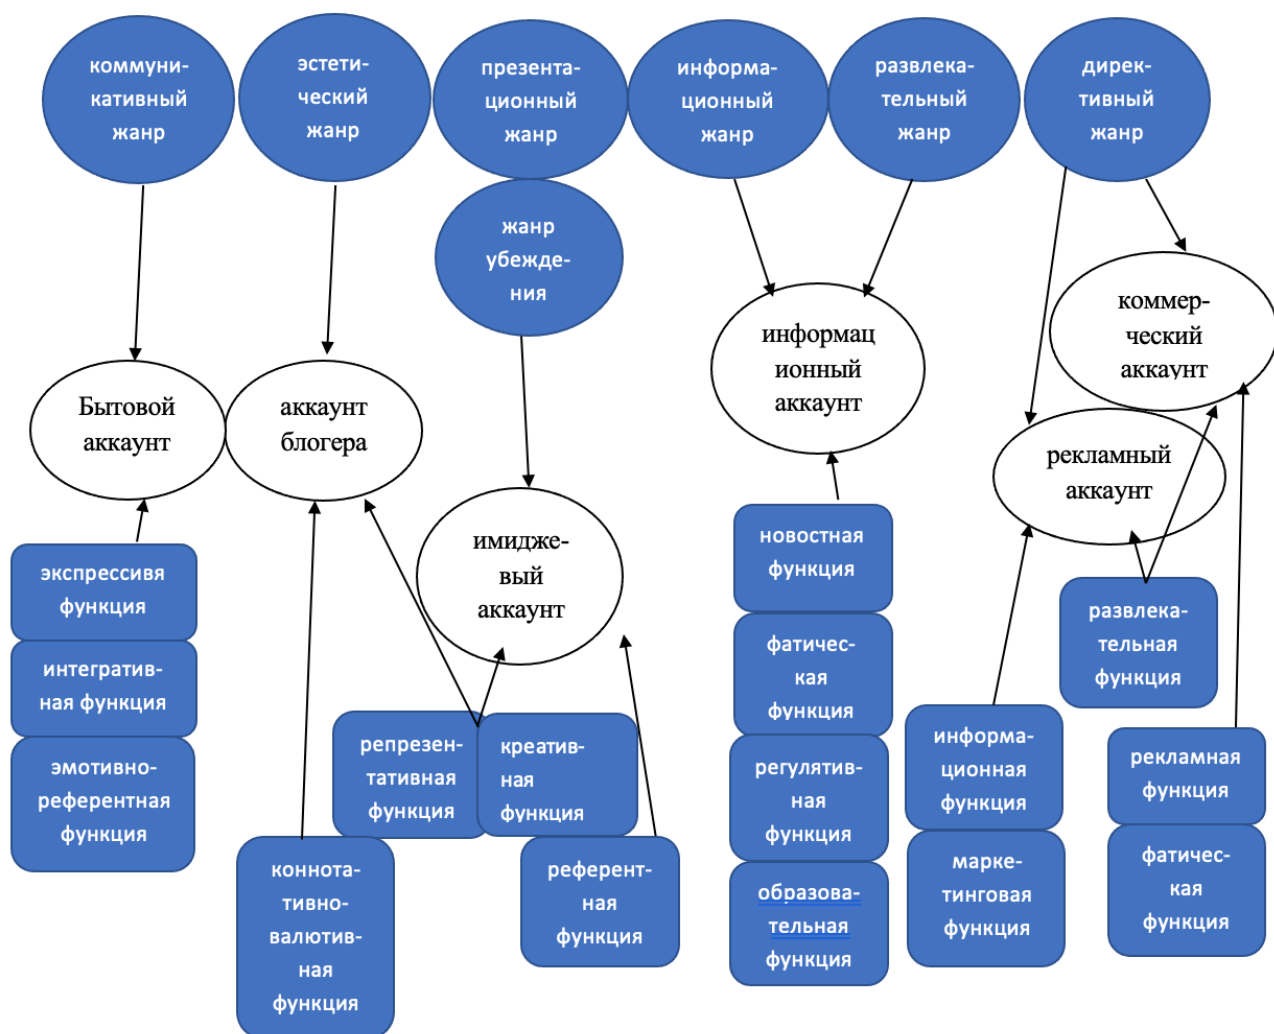 коммуни-
кативный
жанр
эстети-
ческий
жанр
презента-
ционный
жанр
информа-
ционный
жанр
развлека-
тельный
жанр
дирек-
тивный
жанр
жанр
убежде-
ния
коммер-
ческий
аккаунт
информац
ионный
аккаунт
Бытовой
аккаунт
аккаунт
блогера
рекламный
аккаунт
имидже-
вый
аккаунт
экспрессивя
функция
интегратив-
ная функция
эмотивно-
референтная
функция
новостная
функция
фатичес-
кая
функция
регулятив-
ная
функция
образова-
тельная
функция
развлека-
тельная
функция
репрезен-
тативная
функция
креатив-
ная
функция
информа-
ционная
функция
маркe-
тинговая
функция
рекламная
функция
фатичес-
кая
функция
коннота-
тивно-
валютив-
ная
функция
референт-
ная
функция